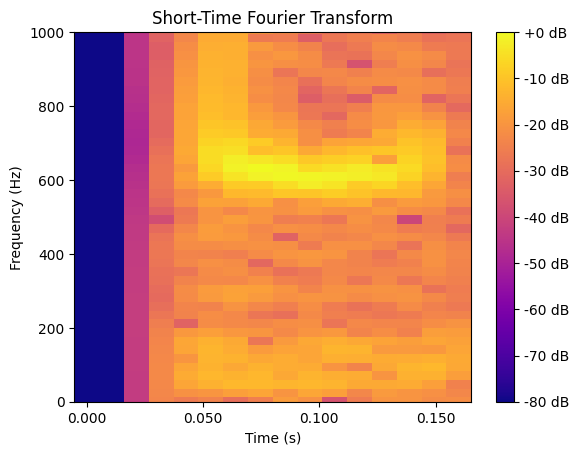 Short-Time Fourier Transform
1000
800
600
400
200
0
Frequency (Hz)
0.000
0.050
0.100
0.150
Time (s)
+0 dB
-10 dB
-20 dB
-30 dB
-40 dB
-50 dB
-60 dB
-70 dB
-80 dB